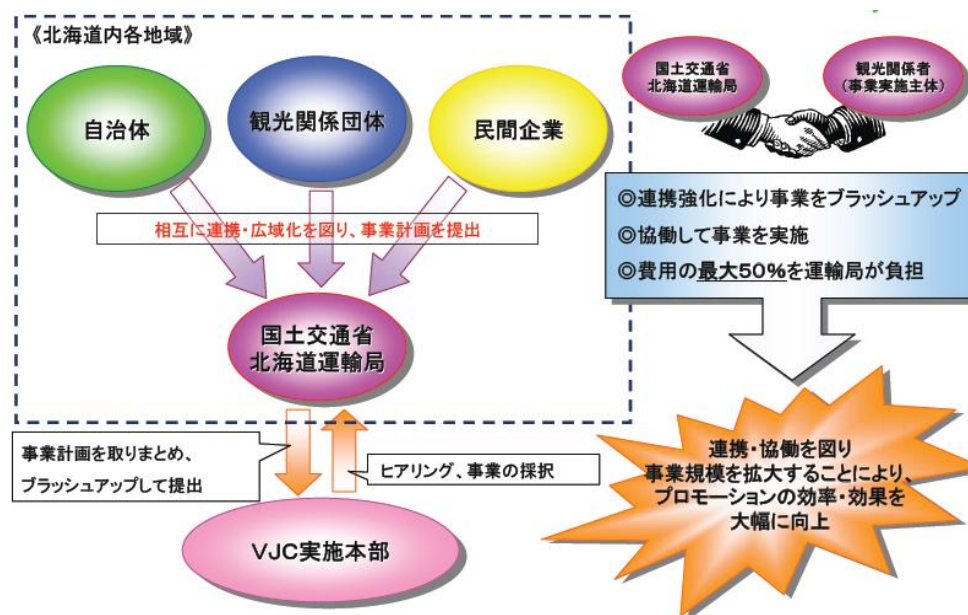 《北海道内各地域》
自治体
観光関係団体
民間企業
相互に連携・広域化を図り、事業計画を提出
国土交通省
北海道運輸局
事業計画を取りまとめ、
ブラッシュアップして提出
ヒアリング、事業の採択
VJC実施本部
国土交通省
北海道運輸局
観光関係者
(事業実施主体)
◎連携強化により事業をブラッシュアップ
◎協働して事業を実施
◎費用の最大50%を運輸局が負担
連携・協働を図り
事業規模を拡大することにより、
プロモーションの効率・効果を
大幅に向上